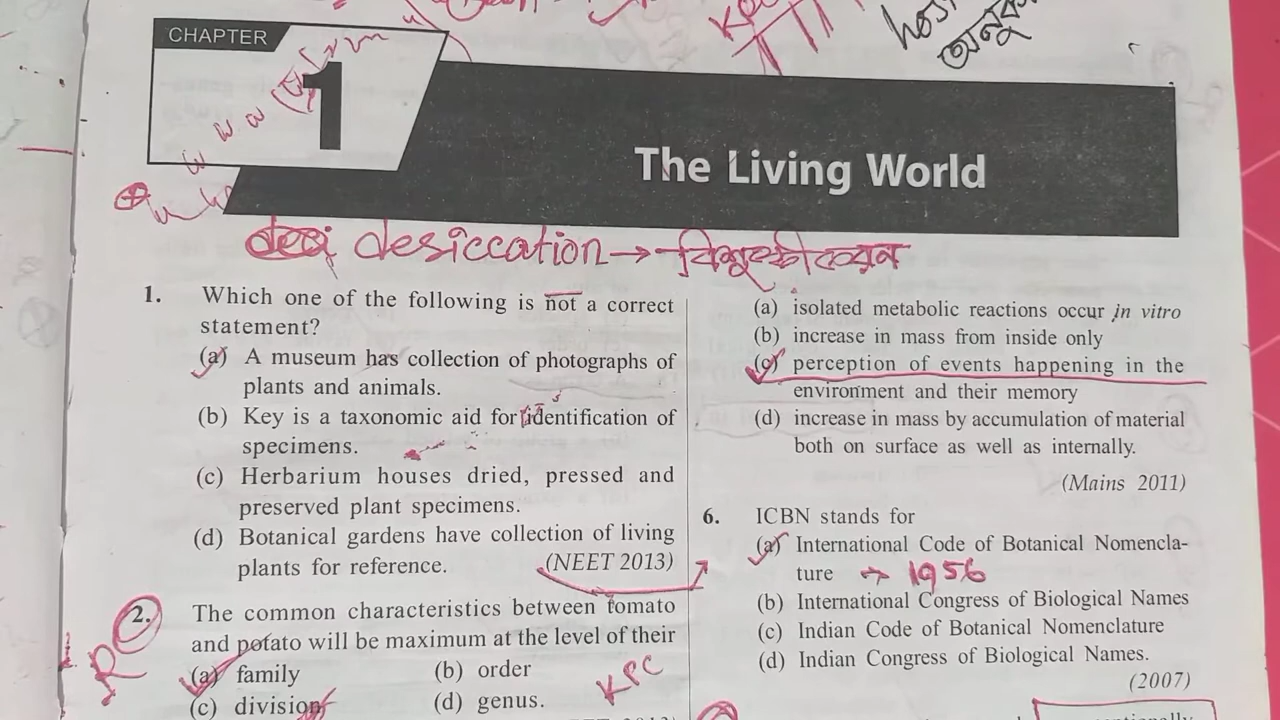 CHAPTER
1
The Living World
desiccation →
1. Which one of the following is not a correct
statement?
(a) A museum has collection of photographs of
plants and animals.
(b) Key is a taxonomic aid for identification of
specimens.
(c) Herbarium houses dried, pressed and
preserved plant specimens.
(d) Botanical gardens have collection of living
plants for reference. (NEET 2013)
2. The common characteristics between tomato
and potato will be maximum at the level of their
(a) family (b) order
(c) division (d) genus.
KPC
(a) isolated metabolic reactions occur in vitro
(b) increase in mass from inside only
(c) perception of events happening in the
environment and their memory
(d) increase in mass by accumulation of material
both on surface as well as internally.
(Mains 2011)
6. ICBN stands for
(a) International Code of Botanical Nomencla-
ture → 1956
(b) International Congress of Biological Names
(c) Indian Code of Botanical Nomenclature
(d) Indian Congress of Biological Names.
(2007)